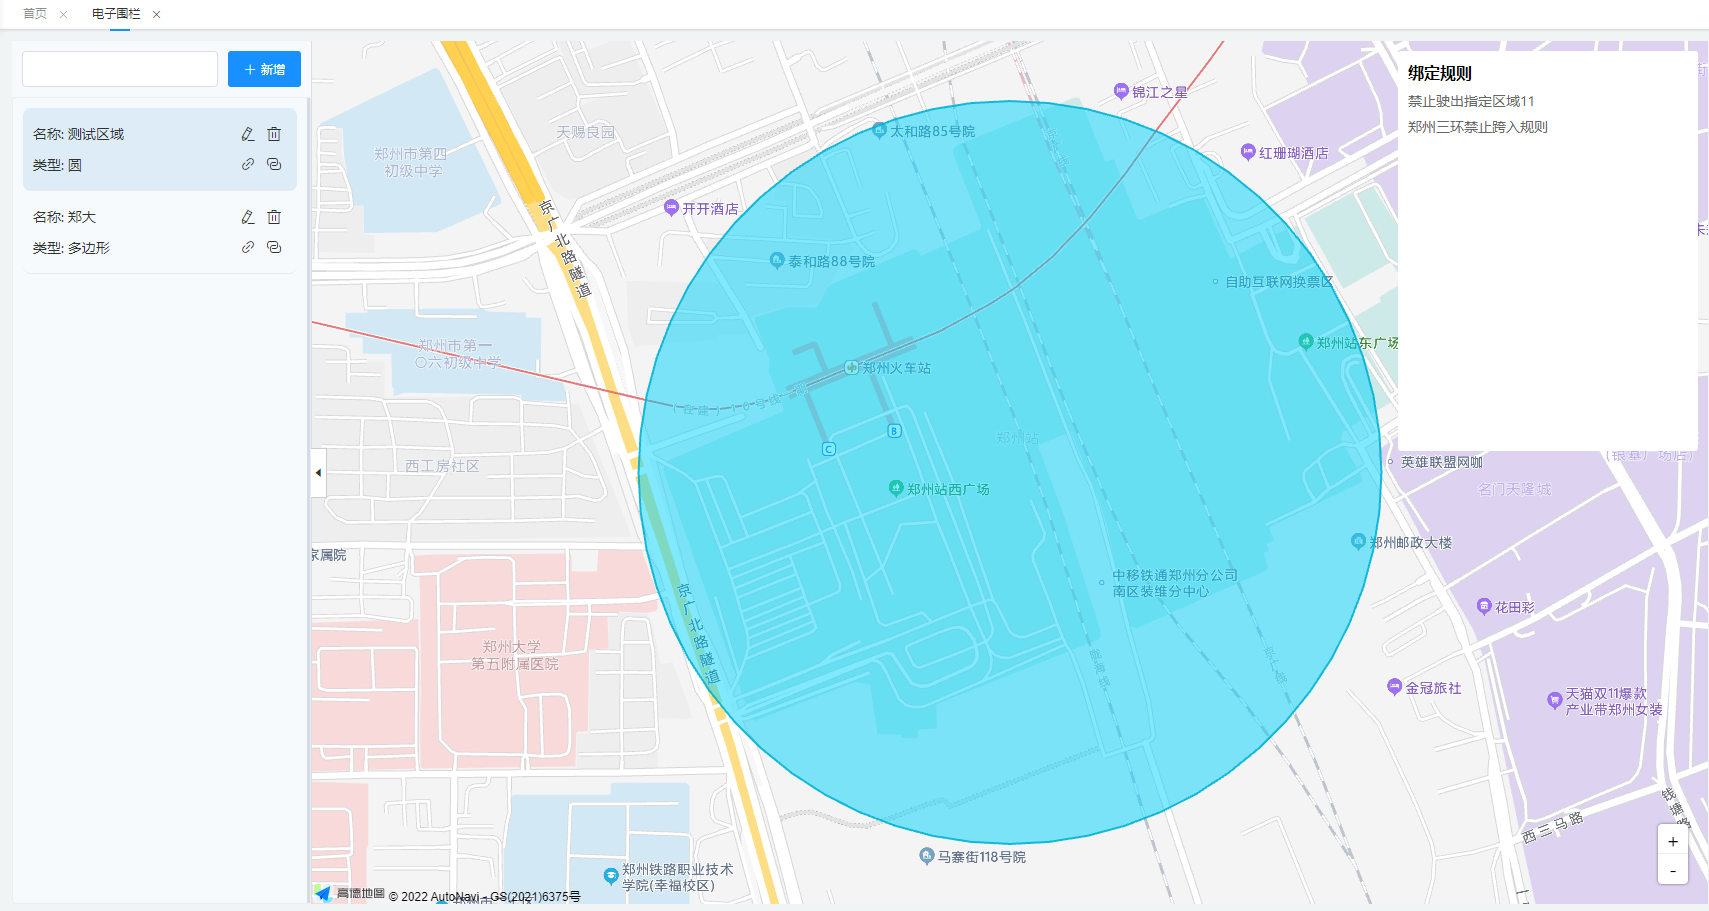 首页
电子围栏
新增
名称: 测试区域
类型: 圆
名称: 郑大
类型: 多边形
绑定规则
禁止驶出指定区域11
郑州三环禁止跨入规则
锦江之星
天赐良园
太和路85号院
郑州市第四
初级中学
红珊瑚酒店
开开酒店
京广北路隧道
泰和路88号院
自助互联网换票区
郑州市第一
〇六初级中学
郑州站东广场
郑州火车站
B
郑州站
C
西工房社区
英雄联盟网咖
名门天隆城
郑州站西广场
郑州邮政大楼
家属院
中移铁通郑州分公司
南区装维分中心
京广北路隧道
花田彩
郑州大学
第五附属医院
陇海线
京广线
金冠旅社
天猫双11爆款
产业带郑州女装
钱塘路
西三马路
马寨街118号院
郑州铁路职业技术
学院(幸福校区)
高德地图 © 2022 AutoNavi - GS(2021)6375号
+
-